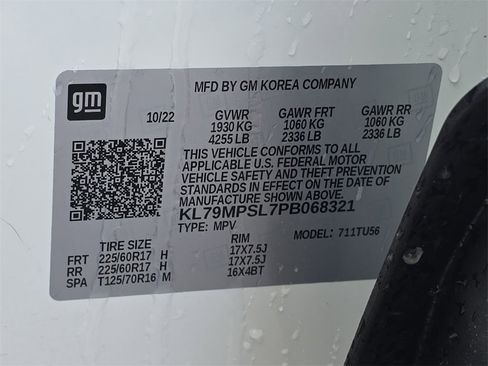 gm
MFD BY GM KOREA COMPANY
10/22 GVWR GAWR FRT GAWR RR
1930 KG 1060 KG 1060 KG
4255 LB 2336 LB 2336 LB
THIS VEHICLE CONFORMS TO ALL
APPLICABLE U.S. FEDERAL MOTOR
VEHICLE SAFETY AND THEFT PREVENTION
STANDARDS IN EFFECT ON THE DATE OF
MANUFACTURE SHOWN ABOVE.
KL79MPSL7PB068321
TYPE: MPV MODEL: 711TU56
TIRE SIZE RIM
FRT 225/60R17 H 17X7.5J
RR 225/60R17 H 17X7.5J
SPA T125/70R16 M 16X4BT